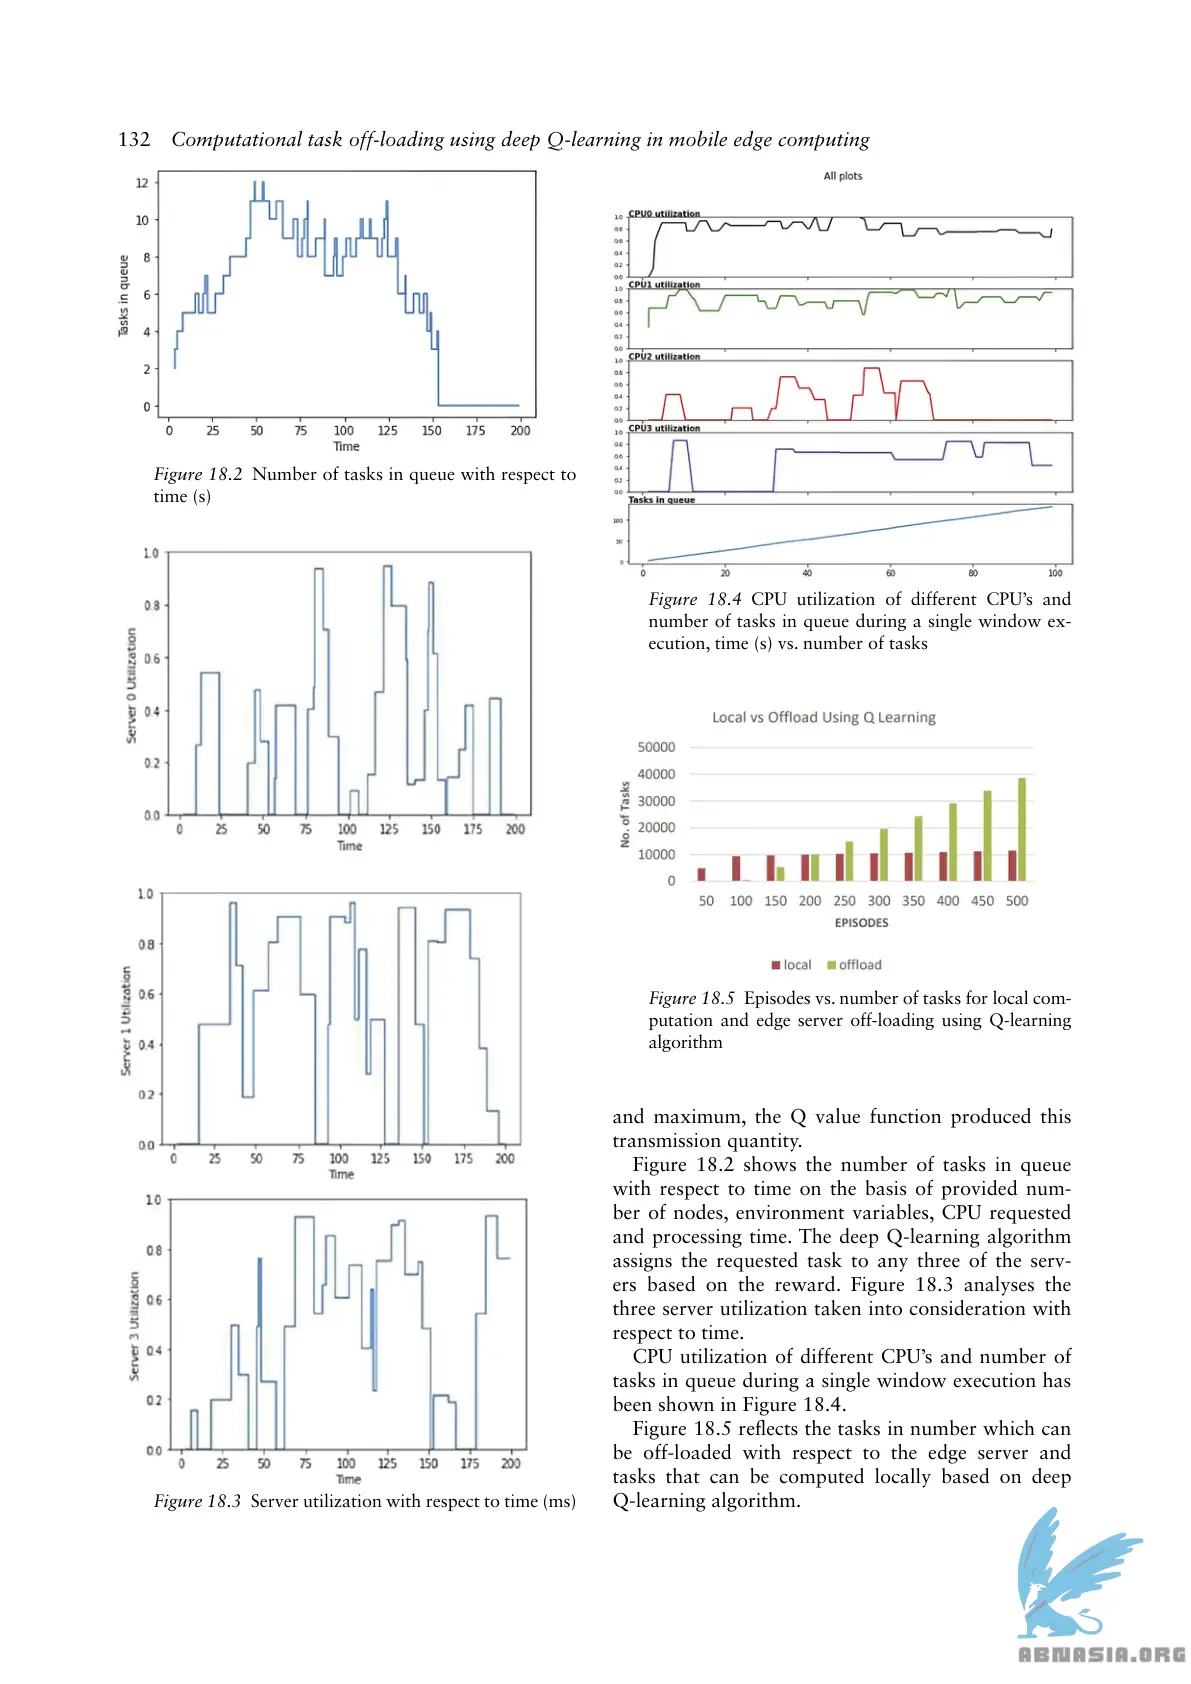 132 Computational task off-loading using deep Q-learning in mobile edge computing
12
10
8
6
4
2
0
Tasks in queue
0 25 50 75 100 125 150 175 200
Time
Figure 18.2 Number of tasks in queue with respect to
time (s)
1.0
0.8
0.6
0.4
0.2
0.0
Server 0 Utilization
0 25 50 75 100 125 150 175 200
Time
1.0
0.8
0.6
0.4
0.2
0.0
Server 1 Utilization
0 25 50 75 100 125 150 175 200
Time
1.0
0.8
0.6
0.4
0.2
0.0
Server 3 Utilization
0 25 50 75 100 125 150 175 200
Time
Figure 18.3 Server utilization with respect to time (ms)
All plots
CPU0 utilization
1.0
0.8
0.6
0.4
0.2
0.0
CPU1 utilization
1.0
0.8
0.6
0.4
0.2
0.0
CPU2 utilization
1.0
0.8
0.6
0.4
0.2
0.0
CPU3 utilization
1.0
0.8
0.6
0.4
0.2
0.0
Tasks in queue
100
50
0
0 20 40 60 80 100
Figure 18.4 CPU utilization of different CPU's and
number of tasks in queue during a single window ex-
ecution, time (s) vs. number of tasks
Local vs Offload Using Q Learning
50000
40000
30000
20000
10000
0
No. of Tasks
50 100 150 200 250 300 350 400 450 500
EPISODES
local offload
Figure 18.5 Episodes vs. number of tasks for local com-
putation and edge server off-loading using Q-learning
algorithm
and maximum, the Q value function produced this
transmission quantity.
Figure 18.2 shows the number of tasks in queue
with respect to time on the basis of provided num-
ber of nodes, environment variables, CPU requested
and processing time. The deep Q-learning algorithm
assigns the requested task to any three of the serv-
ers based on the reward. Figure 18.3 analyses the
three server utilization taken into consideration with
respect to time.
CPU utilization of different CPU's and number of
tasks in queue during a single window execution has
been shown in Figure 18.4.
Figure 18.5 reflects the tasks in number which can
be off-loaded with respect to the edge server and
tasks that can be computed locally based on deep
Q-learning algorithm.
ABNASIA.ORG